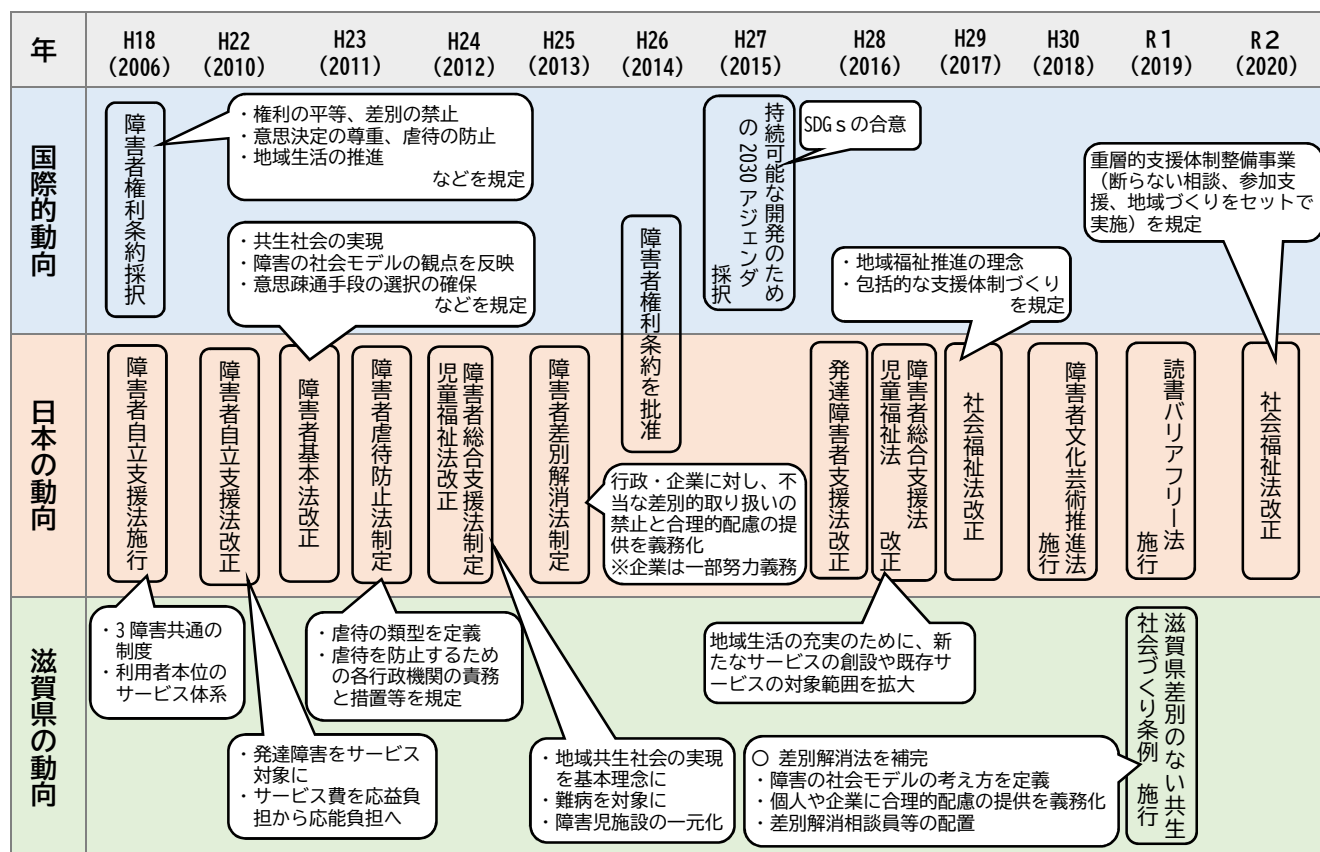 年
H18
(2006)
H22
(2010)
H23
(2011)
H24
(2012)
H25
(2013)
H26
(2014)
H27
(2015)
H28
(2016)
H29
(2017)
H30
(2018)
R1
(2019)
R2
(2020)
国際的動向
障害者権利条約採択
・権利の平等、差別の禁止
・意思決定の尊重、虐待の防止
・地域生活の推進
などを規定
・共生社会の実現
・障害の社会モデルの観点を反映
・意思疎通手段の選択の確保
などを規定
障害者権利条約を批准
持続可能な開発のため
の 2030 アジェンダ
採択
SDGsの合意
・地域福祉推進の理念
・包括的な支援体制づくり
を規定
重層的支援体制整備事業
（断らない相談、参加支
援、地域づくりをセットで
実施）を規定
日本の動向
障害者自立支援法施行
障害者自立支援法改正
障害者基本法改正
障害者虐待防止法制定
障害者総合支援法制定
児童福祉法改正
障害者差別解消法制定
行政・企業に対し、不
当な差別的取り扱いの
禁止と合理的配慮の提
供を義務化
※企業は一部努力義務
発達障害者支援法改正
障害者総合支援法
児童福祉法 改正
社会福祉法改正
障害者文化芸術推進法
施行
読書バリアフリー法
施行
社会福祉法改正
滋賀県の動向
・3障害共通の
制度
・利用者本位の
サービス体系
・発達障害をサービス
対象に
・サービス費を応益負
担から応能負担へ
・虐待の類型を定義
・虐待を防止するため
の各行政機関の責務
と措置等を規定
・地域共生社会の実現
を基本理念に
・難病を対象に
・障害児施設の一元化
地域生活の充実のために、新
たなサービスの創設や既存サ
ービスの対象範囲を拡大
○ 差別解消法を補完
・障害の社会モデルの考え方を定義
・個人や企業に合理的配慮の提供を義務化
・差別解消相談員等の配置
滋賀県差別のない共生
社会づくり条例 施行